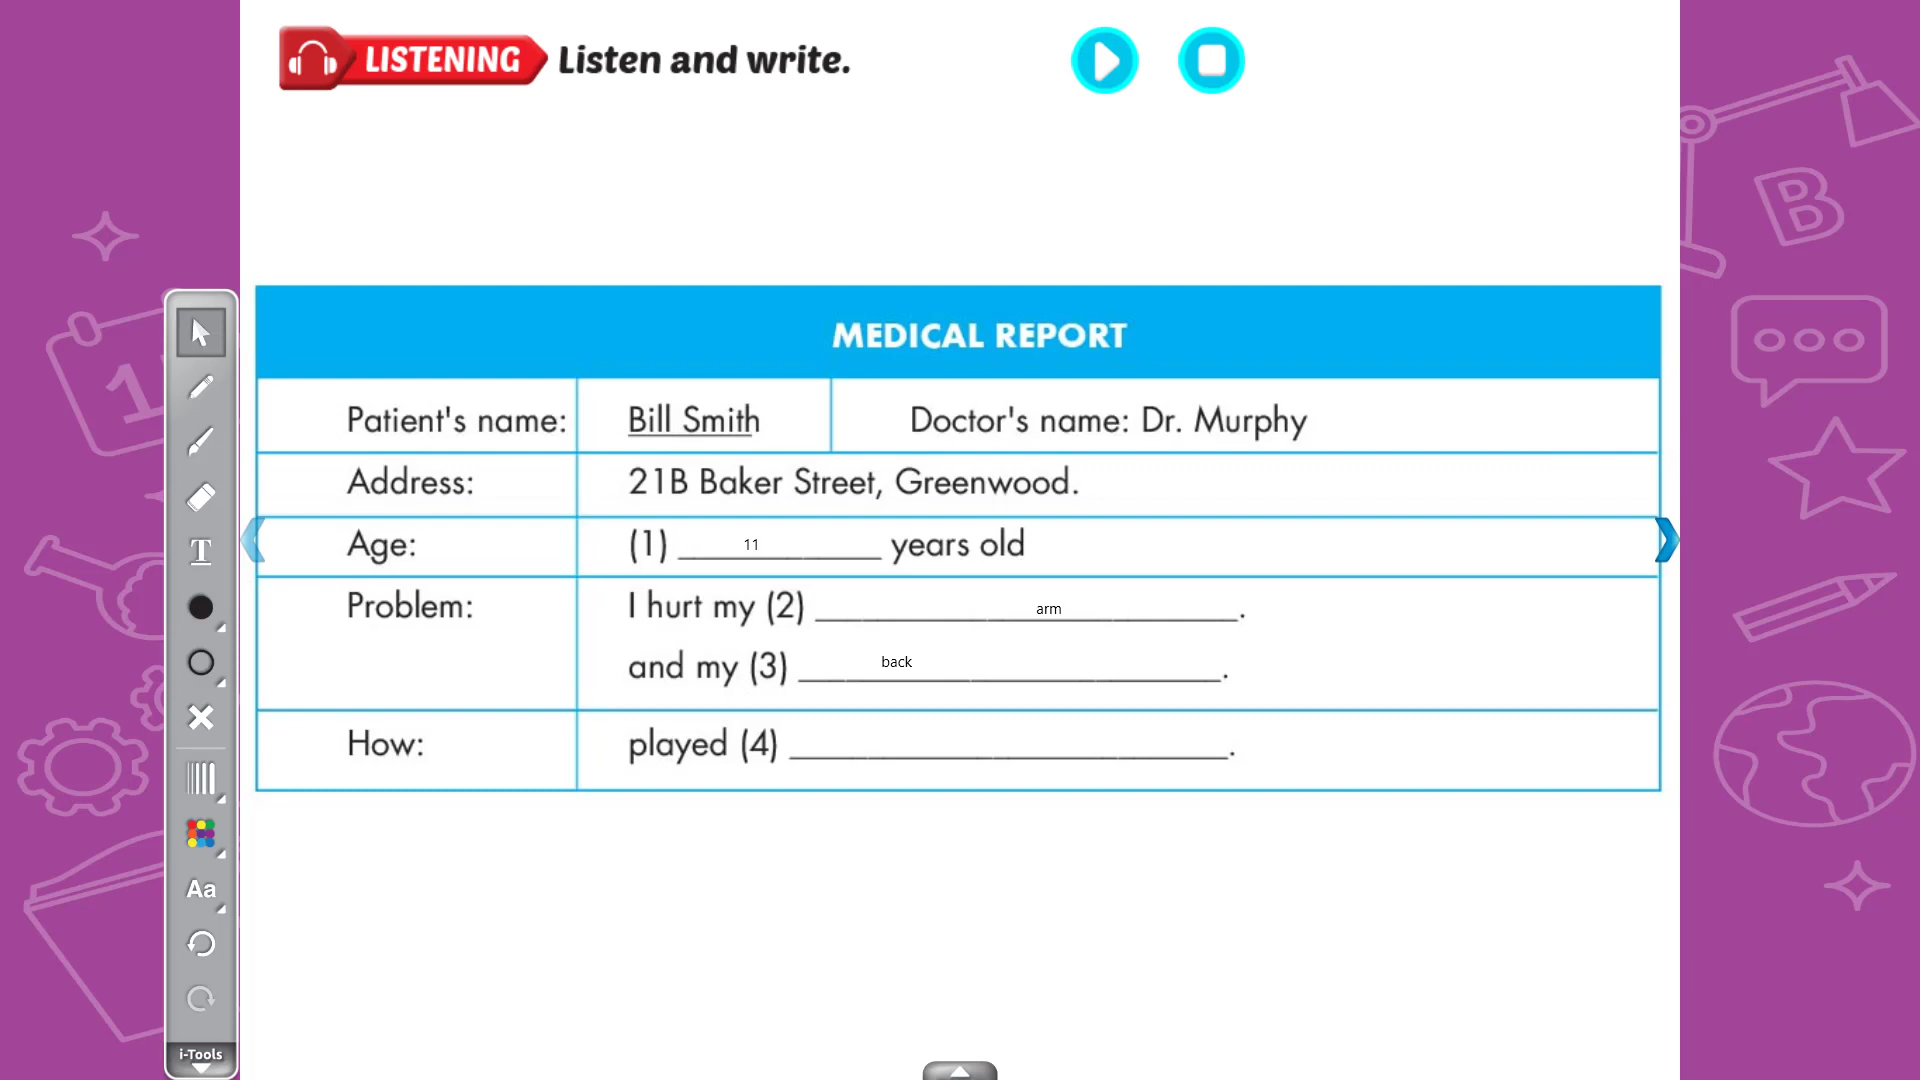 LISTENING Listen and write.
MEDICAL REPORT
Patient's name: Bill Smith Doctor's name: Dr. Murphy
Address: 21B Baker Street, Greenwood.
Age: (1) 11 years old
Problem: I hurt my (2) arm.
and my (3) back.
How: played (4) ____________________.
1
B
T
Aa
i-Tools